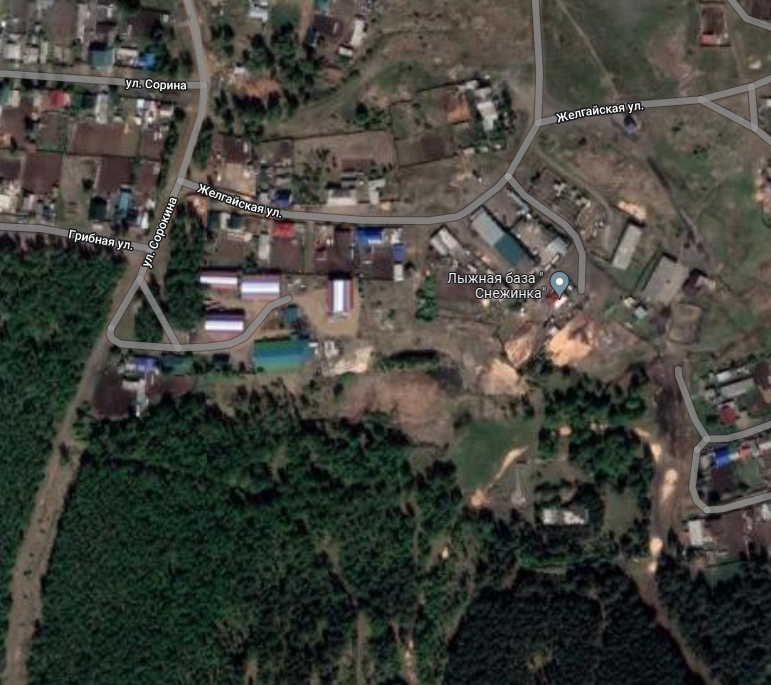 ул. Сорина
Желгайская ул.
Желгайская ул.
ул. Сорокина
Грибная ул.
Лыжная база "
Снежинка"